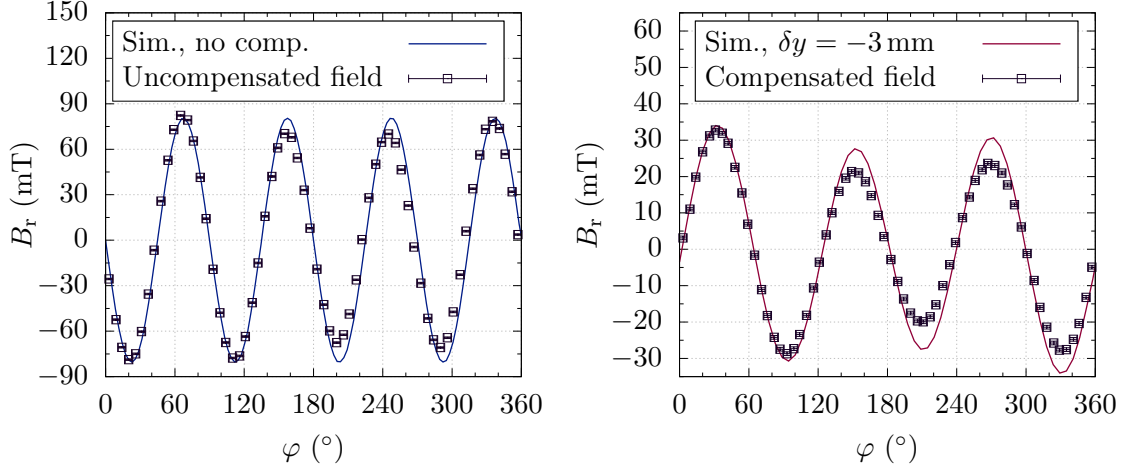 Sim., no comp.
Uncompensated field
150
120
90
60
30
0
−30
−60
−90
0 60 120 180 240 300 360
B_r (mT)
φ (°)
Sim., δy = −3 mm
Compensated field
60
50
40
30
20
10
0
−10
−20
−30
0 60 120 180 240 300 360
B_r (mT)
φ (°)